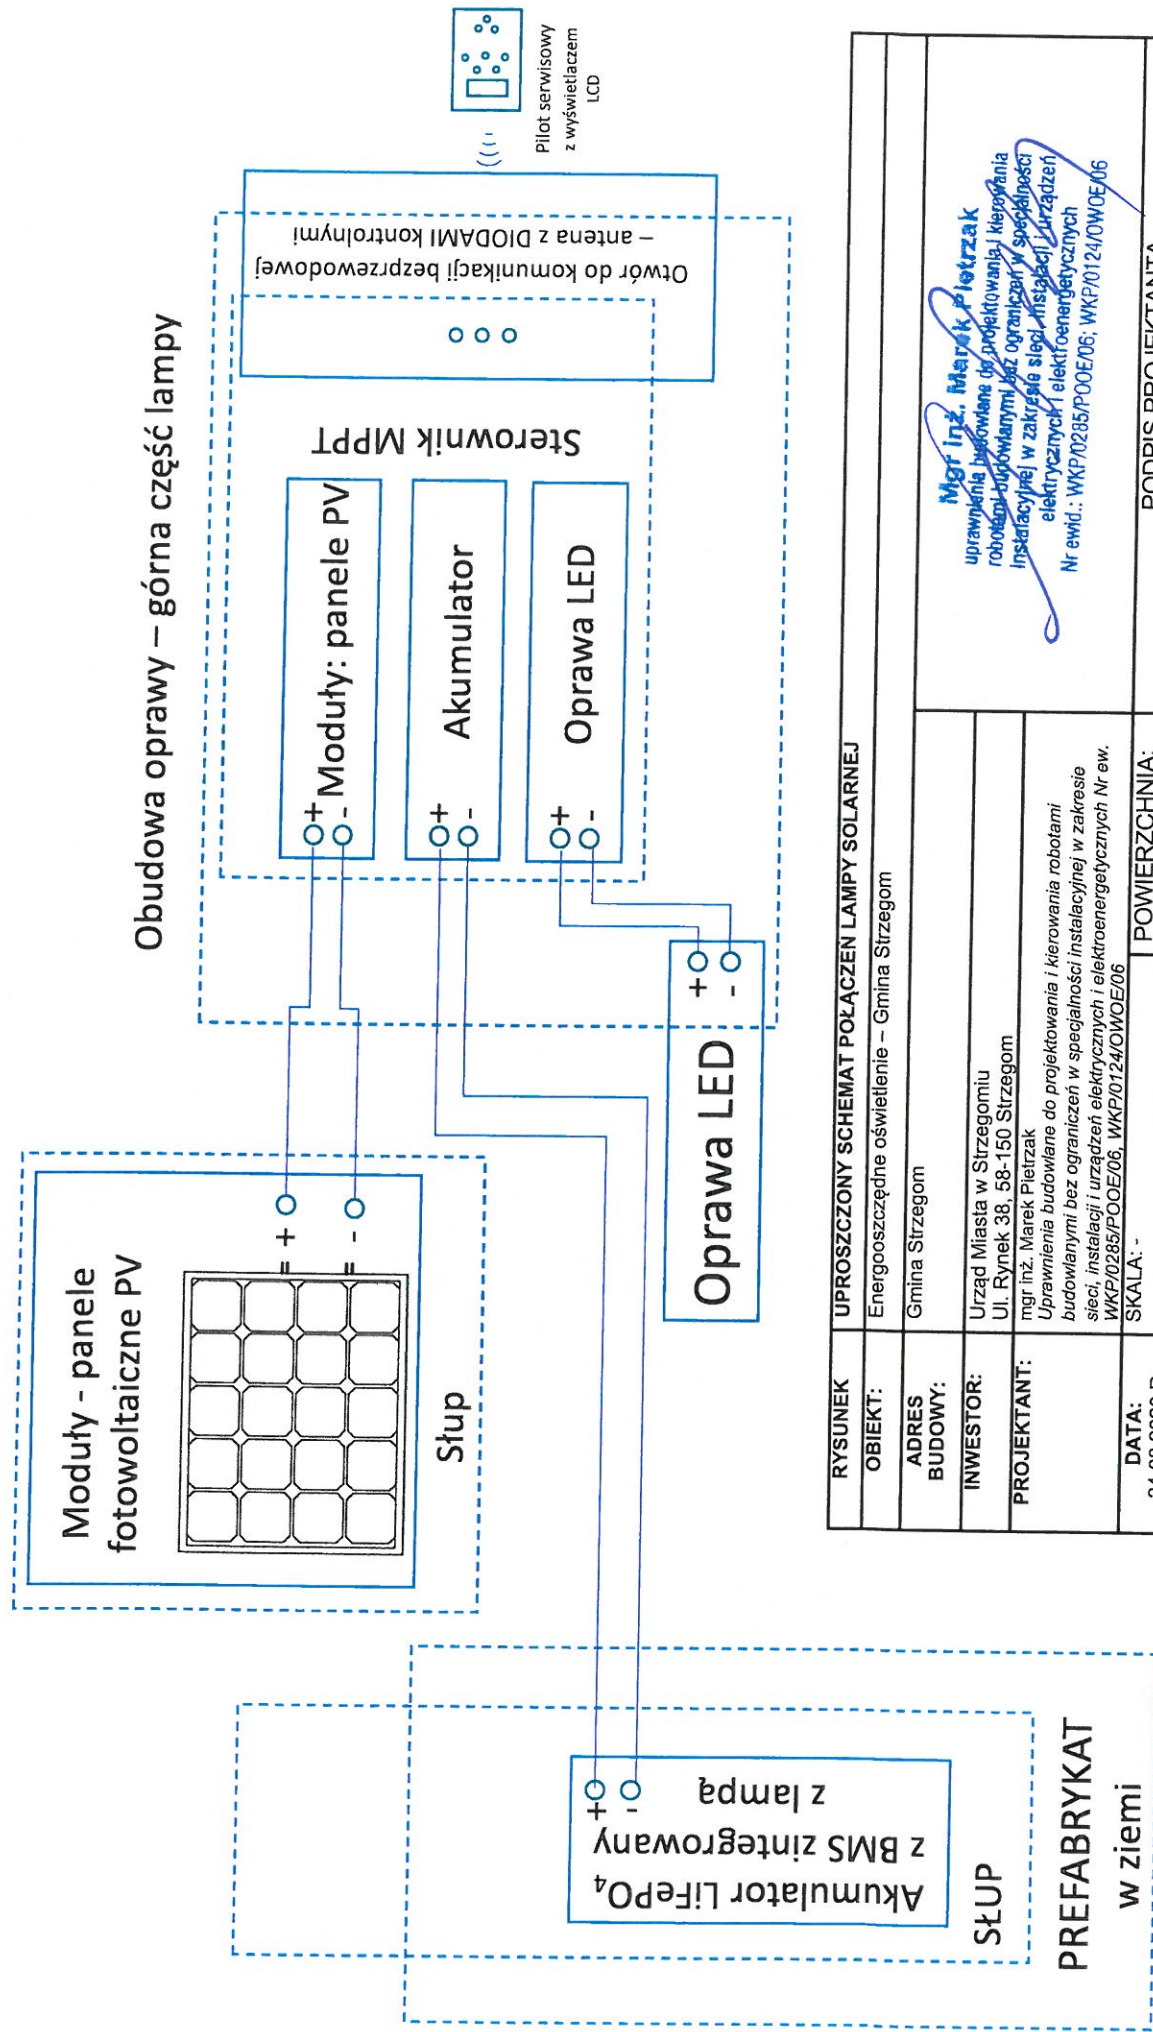 Obudowa oprawy – górna część lampy
Moduły - panele
fotowoltaiczne PV
+
-
Słup
+
-
Moduły: panele PV
+
-
Akumulator
+
-
Oprawa LED
Sterownik MPPT
Otwór do komunikacji bezprzewodowej
– antena z DIODAMI kontrolnymi
Pilot serwisowy
z wyświetlaczem
LCD
Oprawa LED
+
-
Akumulator LiFePO4
z BMS zintegrowany
z lampą
+
-
SŁUP
PREFABRYKAT
w ziemi
RYSUNEK UPROSZCZONY SCHEMAT POŁĄCZEŃ LAMPY SOLARNEJ
OBIEKT: Energoszczędne oświetlenie – Gmina Strzegom
ADRES
BUDOWY:
Gmina Strzegom
INWESTOR: Urząd Miasta w Strzegomiu
Ul. Rynek 38, 58-150 Strzegom
PROJEKTANT: mgr inż. Marek Pietrzak
Uprawnienia budowlane do projektowania i kierowania robotami
budowlanymi bez ograniczeń w specjalności instalacyjnej w zakresie
sieci, instalacji i urządzeń elektrycznych i elektroenergetycznych Nr ew.
WKP/0285/POOE/06, WKP/0124/OWOE/06
Mgr inż. Marek Pietrzak
uprawnienia budowlane do projektowania i kierowania
robotami budowlanymi bez ograniczeń w specjalności
instalacyjnej w zakresie sieci, instalacji i urządzeń
elektrycznych i elektroenergetycznych
Nr ewid.: WKP/0285/POOE/06; WKP/0124/OWOE/06
DATA:
SKALA: -
POWIERZCHNIA:
PODPIS PROJEKTANTA